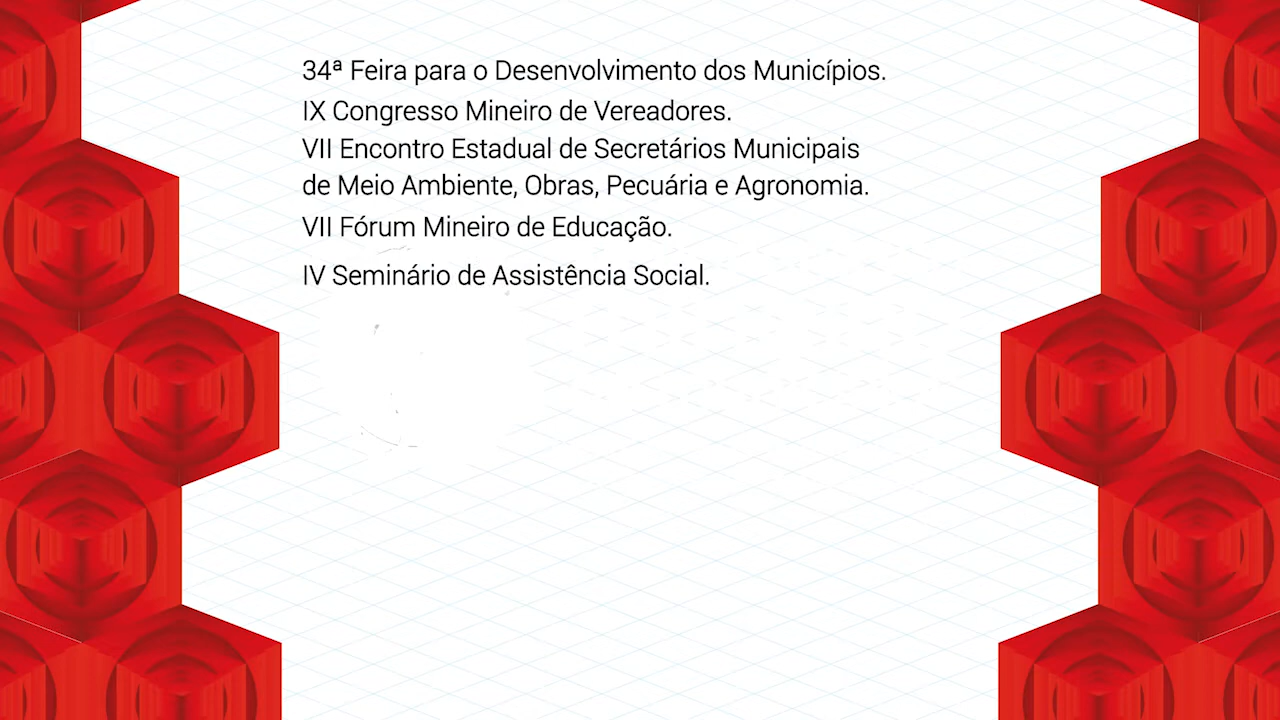 34ª Feira para o Desenvolvimento dos Municípios.
IX Congresso Mineiro de Vereadores.
VII Encontro Estadual de Secretários Municipais
de Meio Ambiente, Obras, Pecuária e Agronomia.
VII Fórum Mineiro de Educação.
IV Seminário de Assistência Social.